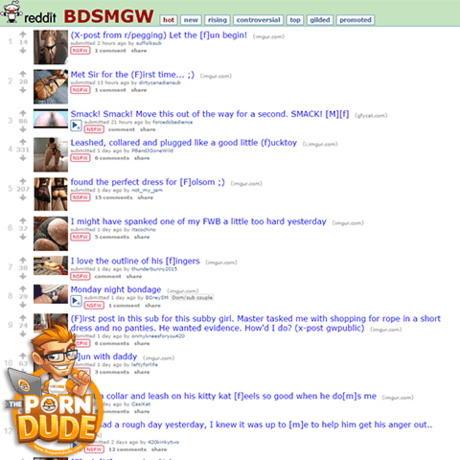 reddit BDSMGW hot new rising controversial top gilded promoted
1 14 (X-post from r/pegging) Let the [f]un begin! (imgur.com)
submitted 2 hours ago by
NSFW 1 comment share
2 28 Met Sir for the (F)irst time... ;) (imgur.com)
submitted 13 hours ago by dirtycanadiansub
NSFW comment share
3 86 Smack! Smack! Move this out of the way for a second. SMACK! [M][f] (gfycat.com)
submitted 21 hours ago by forcedobedience
NSFW 1 comment share
4 331 Leashed, collared and plugged like a good little (f)ucktoy (i.imgur.com)
submitted 1 day ago by PBandJGoneWild
NSFW 6 comments share
5 207 found the perfect dress for [F]olsom ;) (imgur.com)
submitted 1 day ago by not_my_jam
NSFW 15 comments share
6 37 I might have spanked one of my FWB a little too hard yesterday (imgur.com)
submitted 1 day ago by itscochino
NSFW 5 comments share
7 38 I love the outline of his [f]ingers (imgur.com)
submitted 1 day ago by thunderbunny2015
NSFW comment share
8 29 Monday night bondage (imgur.com)
submitted 1 day ago by BDreyDM Dom/sub couple
NSFW 1 comment share
9 74 (F)irst post in this sub for this subby girl. Master tasked me with shopping for rope in a short
dress and no panties. He wanted evidence. How'd I do? (x-post gwpublic) (imgur.com)
submitted 1 day ago by onmykneesforyou420
NSFW 6 comments share
10 63 [F]un with daddy (imgur.com)
submitted 1 day ago by leftyforlife
3 comments share
collar and leash on his kitty kat [f]eels so good when he do[m]s me (imgur.com)
submitted 1 day ago by
comments share
12 had a rough day yesterday, I knew it was up to [m]e to help him get his anger out..
submitted 2 days ago by 420kinkytwo
NSFW 12 comments share
THE PORN DUDE